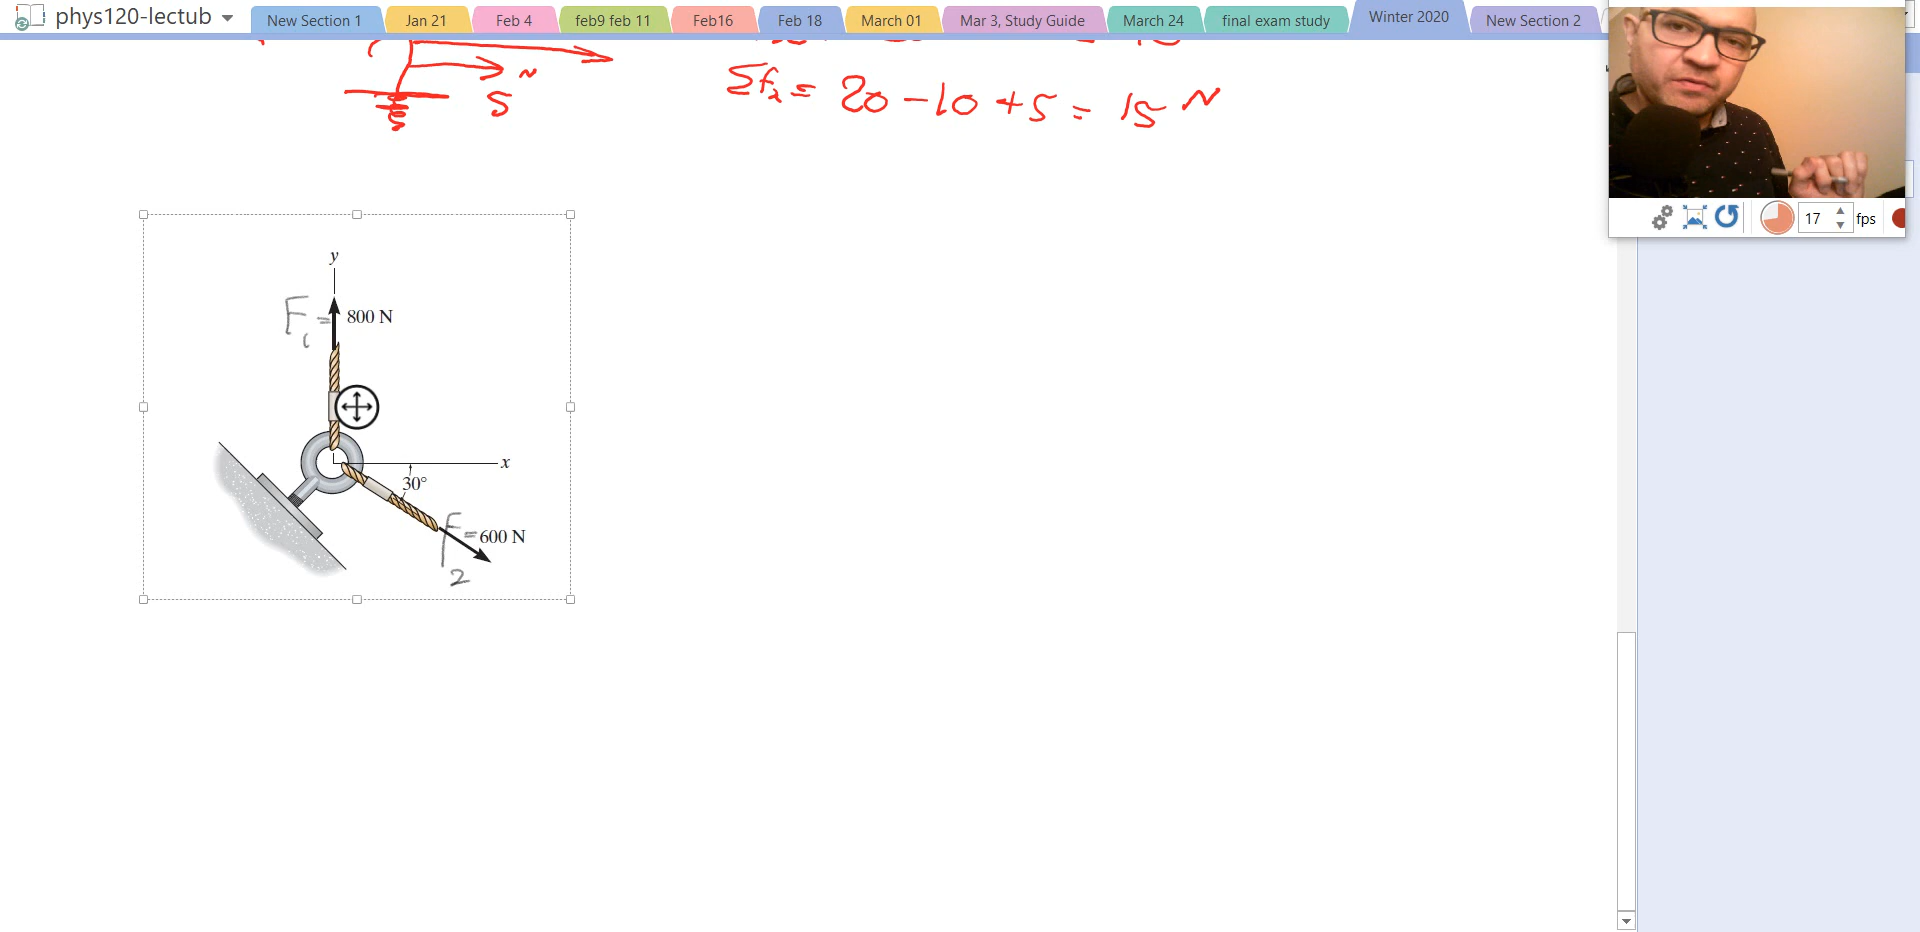 phys120-lectub
New Section 1
Jan 21
Feb 4
feb9 feb 11
Feb16
Feb 18
March 01
Mar 3, Study Guide
March 24
final exam study
Winter 2020
New Section 2
N
5
Σf₂ = 20 - 10 + 5 = 15 N
17 fps
y
F₁ = 800 N
x
30°
F₂ = 600 N